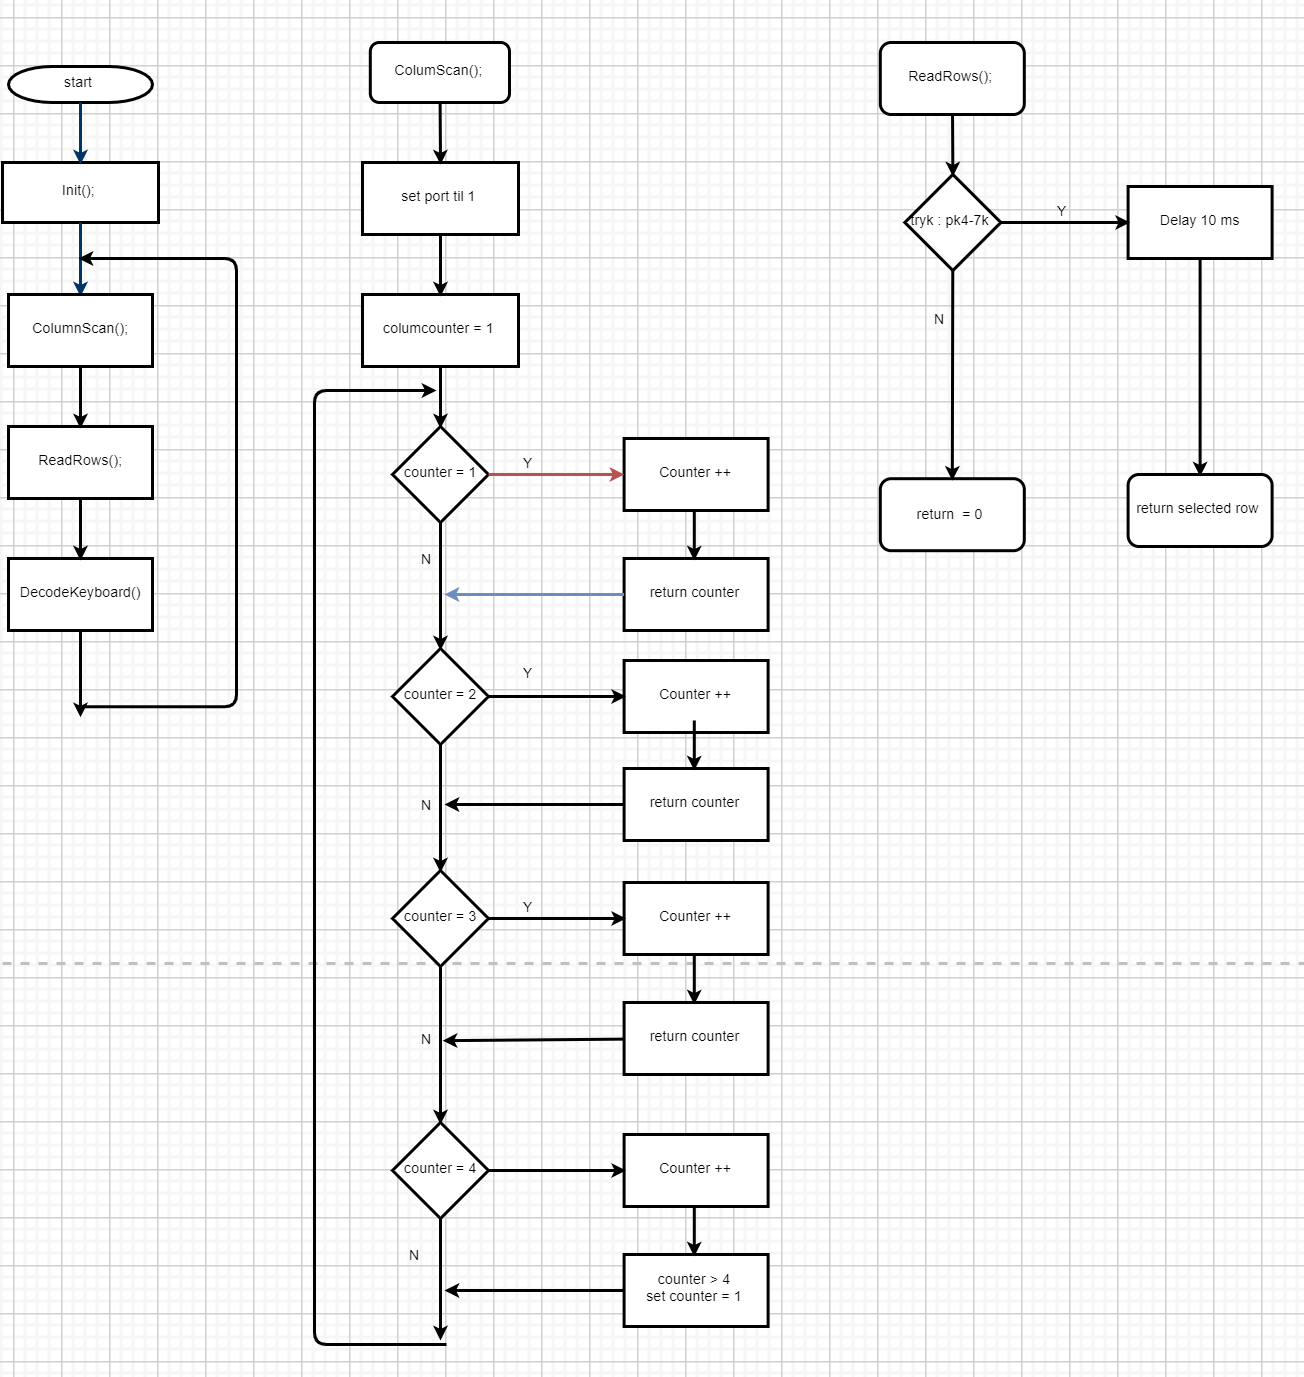 start
Init();
ColumnScan();
ReadRows();
DecodeKeyboard()
ColumScan();
set port til 1
columcounter = 1
counter = 1
Y
Counter ++
N
return counter
counter = 2
Y
Counter ++
N
return counter
counter = 3
Y
Counter ++
N
return counter
counter = 4
Counter ++
N
counter > 4
set counter = 1
ReadRows();
tryk : pk4-7k
Y
Delay 10 ms
N
return  = 0
return selected row